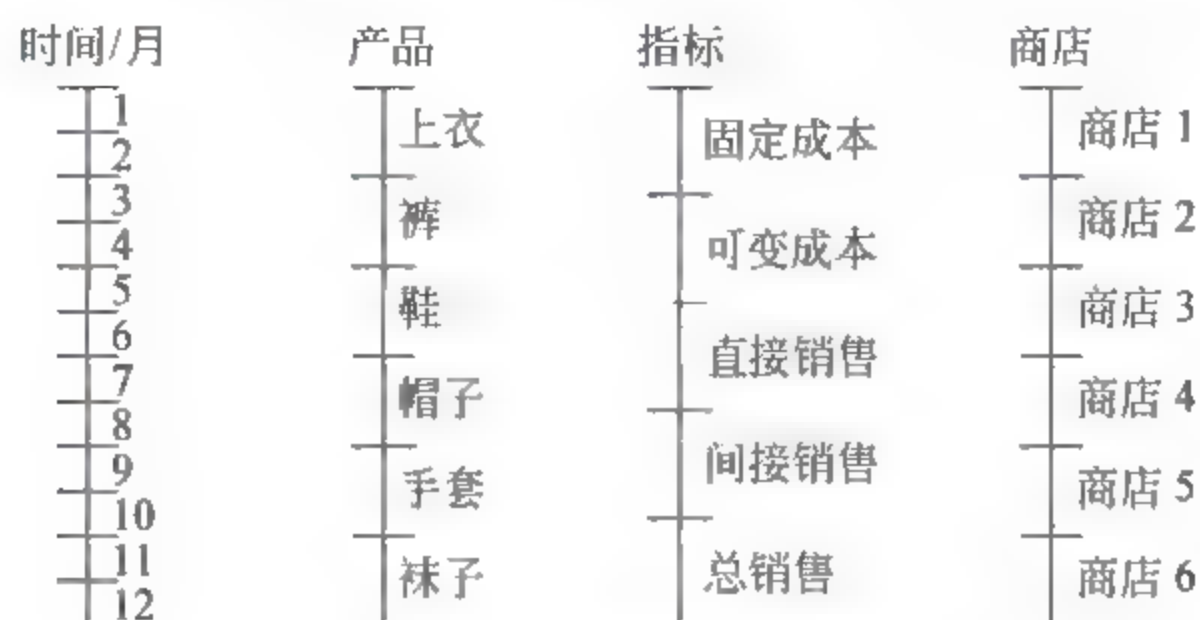 时间/月
1
2
3
4
5
6
7
8
9
10
11
12
产品
上衣
裤
鞋
帽子
手套
袜子
指标
固定成本
可变成本
直接销售
间接销售
总销售
商店
商店 1
商店 2
商店 3
商店 4
商店 5
商店 6